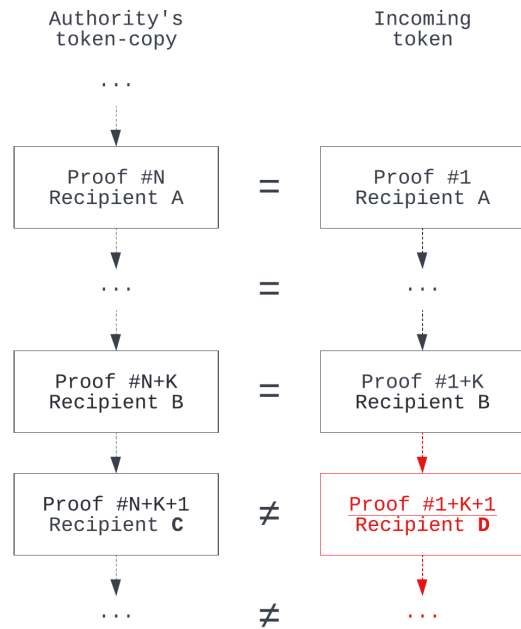 Authority's
token-copy
Incoming
token
...
Proof #N
Recipient A
=
Proof #1
Recipient A
...
=
...
Proof #N+K
Recipient B
=
Proof #1+K
Recipient B
Proof #N+K+1
Recipient C
≠
Proof #1+K+1
Recipient D
...
≠
...